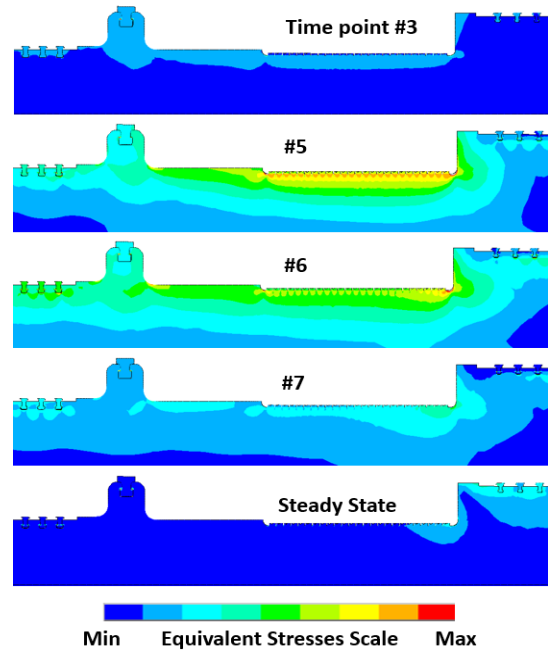 Time point #3
#5
#6
#7
Steady State
Min Equivalent Stresses Scale Max